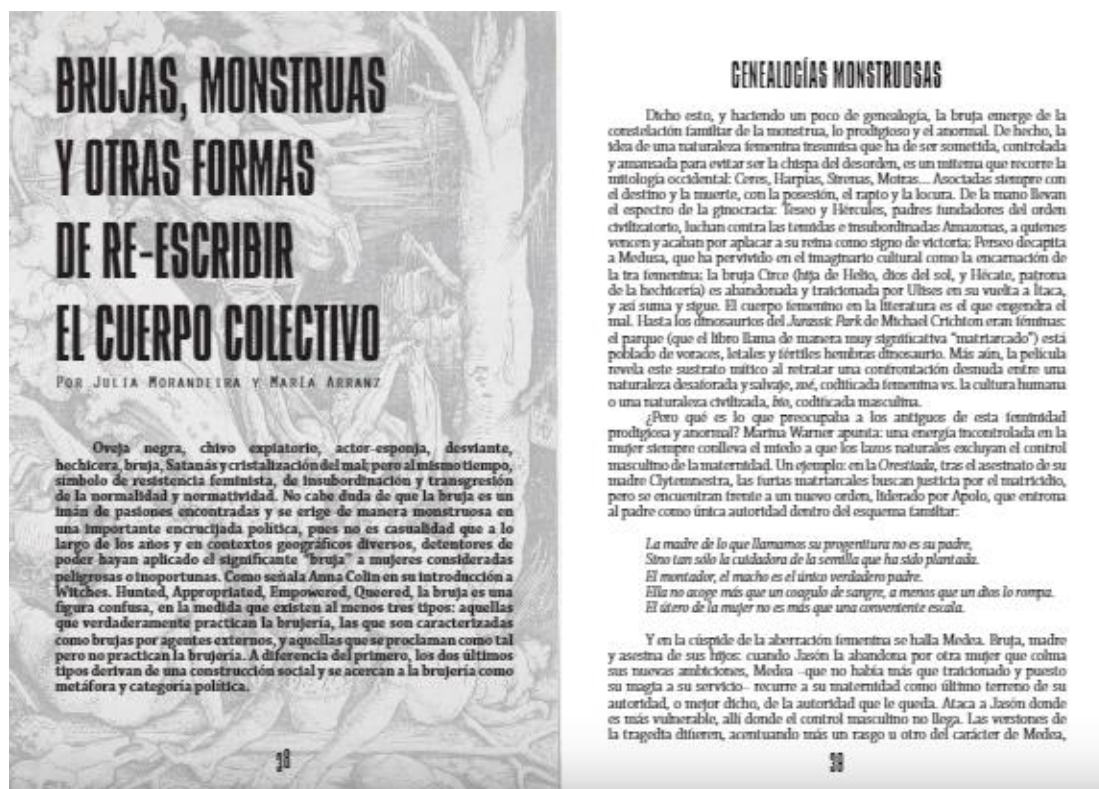 BRUJAS, MONSTRUAS
Y OTRAS FORMAS
DE RE-ESCRIBIR
EL CUERPO COLECTIVO
Por Julia Morandeira y María Arranz
Oveja negra, chivo expiatorio, actor-esponja, desviante,
hechicera, bruja, Satanás y cristalización del mal; pero al mismo tiempo,
símbolo de resistencia feminista, de insubordinación y transgresión
de la normalidad y normatividad. No cabe duda de que la bruja es un
imán de pasiones encontradas y se erige de manera monstruosa en
una importante encrucijada política, pues no es casualidad que a lo
largo de los años y en contextos geográficos diversos, detentores de
poder hayan aplicado el significante "bruja" a mujeres consideradas
peligrosas o inoportunas. Como señala Anna Colin en su introducción a
Witches. Hunted, Appropriated, Empowered, Queered, la bruja es una
figura confusa, en la medida que existen al menos tres tipos: aquellas
que verdaderamente practican la brujería, las que son caracterizadas
como brujas por agentes externos, y aquellas que se proclaman como tal
pero no practican la brujería. A diferencia del primero, los dos últimos
tipos derivan de una construcción social y se acercan a la brujería como
metáfora y categoría política.
38
GENEALOGÍAS MONSTRUOSAS
Dicho esto, y haciendo un poco de genealogía, la bruja emerge de la
constelación familiar de la monstrua, lo prodigioso y el anormal. De hecho, la
idea de una naturaleza femenina insumisa que ha de ser sometida, controlada
y amansada para evitar ser la chispa del desorden, es un mitema que recorre la
mitología occidental: Ceres, Harpías, Sirenas, Moiras... Asociadas siempre con
el destino y la muerte, con la posesión, el rapto y la locura. De la mano llevan
el espectro de la ginocracia: Teseo y Hércules, padres fundadores del orden
civilizatorio, luchan contra las temidas e insubordinadas Amazonas, a quienes
vencen y acaban por aplacar a su reina como signo de victoria; Perseo decapita
a Medusa, que ha pervivido en el imaginario cultural como la encarnación de
la ira femenina; la bruja Circe (hija de Helio, dios del sol, y Hécate, patrona
de la hechicería) es abandonada y traicionada por Ulises en su vuelta a Ítaca,
y así suma y sigue. El cuerpo femenino en la literatura es el que engendra el
mal. Hasta los dinosaurios del Jurassic Park de Michael Crichton eran féminas:
el parque (que el libro llama de manera muy significativa "matriarcado") está
poblado de voraces, letales y fértiles hembras dinosaurio. Más aún, la película
revela este sustrato mítico al retratar una confrontación desnuda entre una
naturaleza desaforada y salvaje, zoé, codificada femenina vs. la cultura humana
o una naturaleza civilizada, bio, codificada masculina.
¿Pero qué es lo que preocupaba a los antiguos de esta feminidad
prodigiosa y anormal? Marina Warner apunta: una energía incontrolada en la
mujer siempre conlleva el miedo a que los lazos naturales excluyan el control
masculino de la maternidad. Un ejemplo: en la Orestiada, tras el asesinato de su
madre Clytemnestra, las furias matriarcales buscan justicia por el matricidio,
pero se encuentran frente a un nuevo orden, liderado por Apolo, que entrona
al padre como única autoridad dentro del esquema familiar:
La madre de lo que llamamos su progenitura no es su padre,
Sino tan sólo la cuidadora de la semilla que ha sido plantada.
El montador, el macho es el único verdadero padre.
Ella no acoge más que un coagulo de sangre, a menos que un dios lo rompa.
El útero de la mujer no es más que una conveniente escala.
Y en la cúspide de la aberración femenina se halla Medea. Bruja, madre
y asesina de sus hijos: cuando Jasón la abandona por otra mujer que colma
sus nuevas ambiciones, Medea –que no había más que traicionado y puesto
su magia a su servicio– recurre a su maternidad como último terreno de su
autoridad, o mejor dicho, de la autoridad que le queda. Ataca a Jasón donde
es más vulnerable, allí donde el control masculino no llega. Las versiones de
la tragedia difieren, acentuando más un rasgo u otro del carácter de Medea,
39